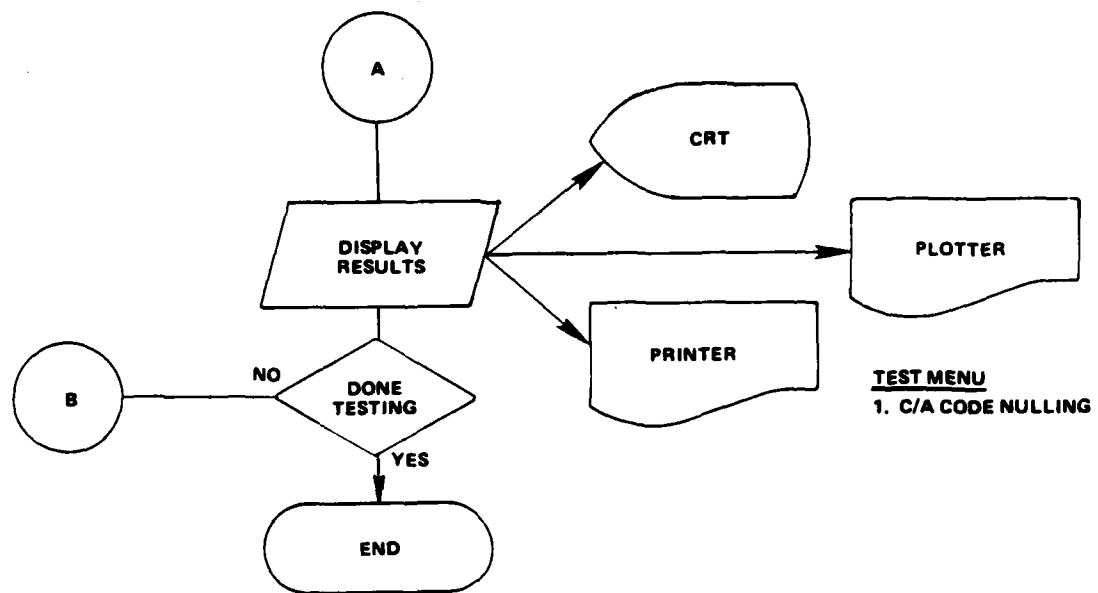 A
CRT
DISPLAY
RESULTS
PLOTTER
PRINTER
NO
DONE
TESTING
B
YES
END
TEST MENU
1. C/A CODE NULLING